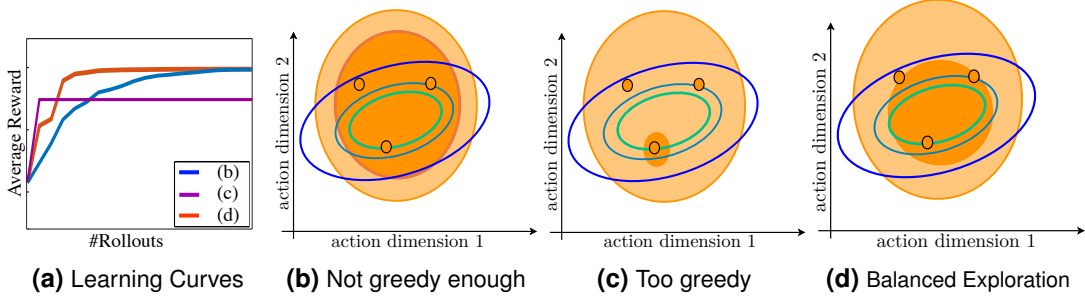 Average Reward
(b)
(c)
(d)
#Rollouts
(a) Learning Curves
action dimension 2
action dimension 1
(b) Not greedy enough
action dimension 2
action dimension 1
(c) Too greedy
action dimension 2
action dimension 1
(d) Balanced Exploration